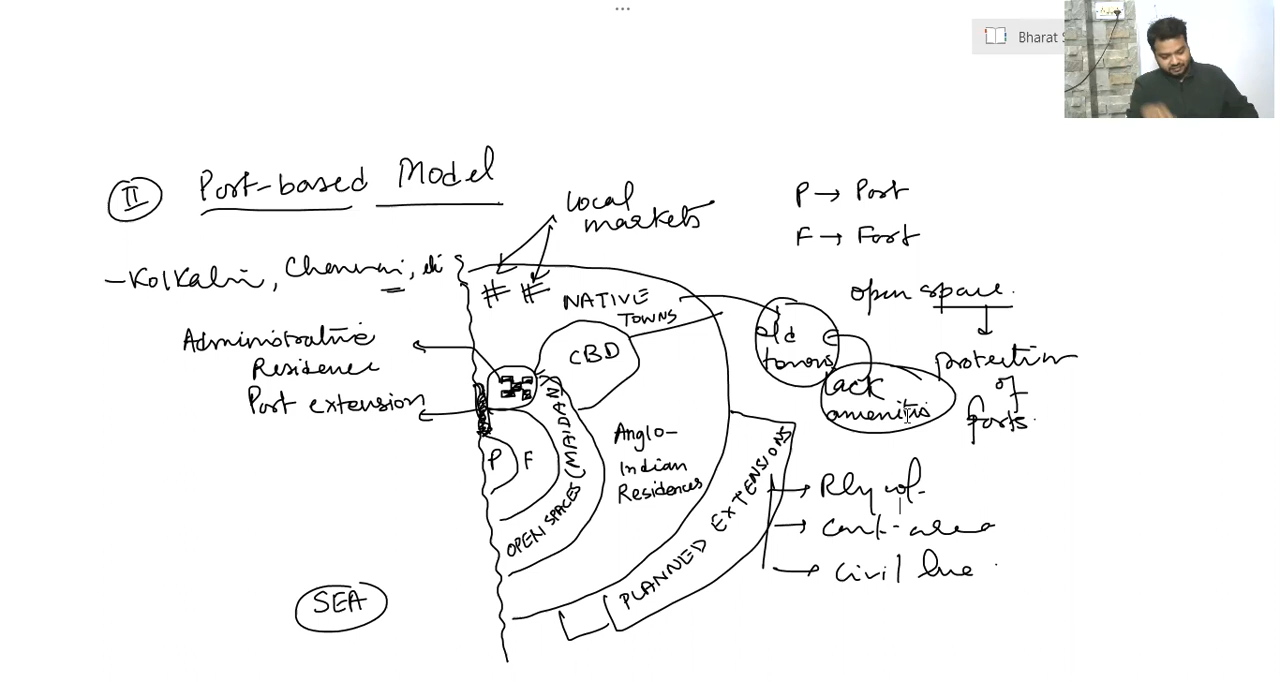 ...
Bharat S
II Port-based Model
Local
markets
P → Port
F → Fort
- Kolkata, Chennai, etc
open space
NATIVE
TOWNS
old
towns
CBD
Administrative
Residence
Port extension
protection
of
forts.
lack
amenities
P F
OPEN SPACES (MAIDAN
Anglo-
Indian
Residences
PLANNED EXTENSIONS
→ Rly col.
→ Cant. area
→ Civil line
SEA